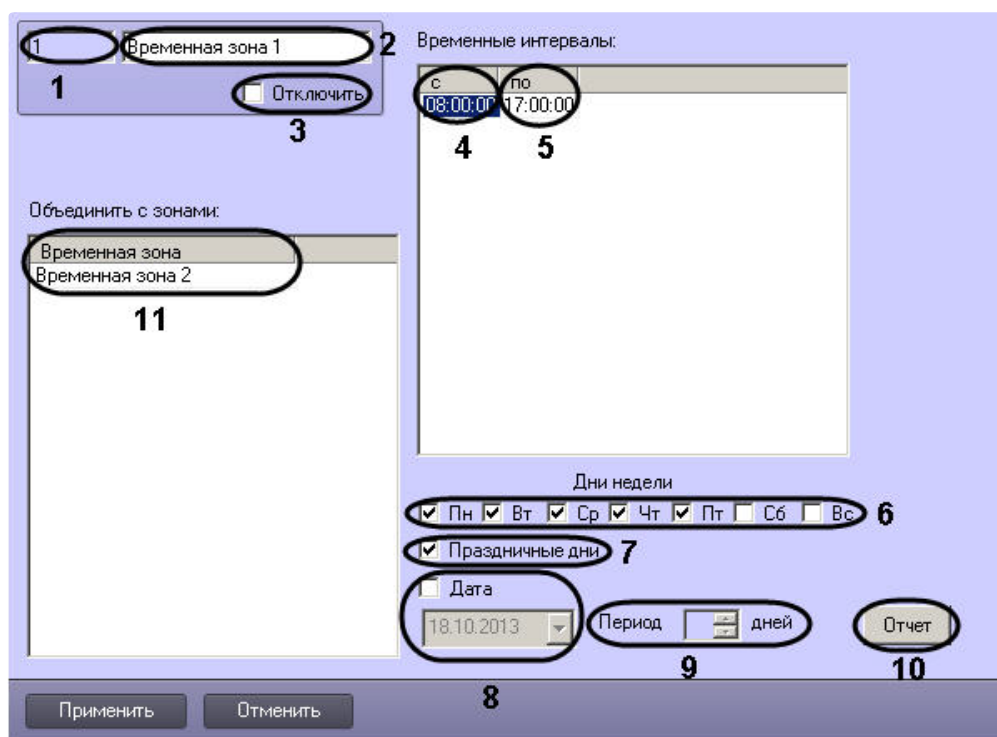 1 Временная зона 1 2
1
Отключить
3
Временные интервалы:
с по
08:00:00 17:00:00
4 5
Объединить с зонами:
Временная зона
Временная зона 2
11
Дни недели
Пн Вт Ср Чт Пт Сб Вс 6
Праздничные дни 7
Дата
18.10.2013 Период дней Отчет
8 9 10
Применить Отменить